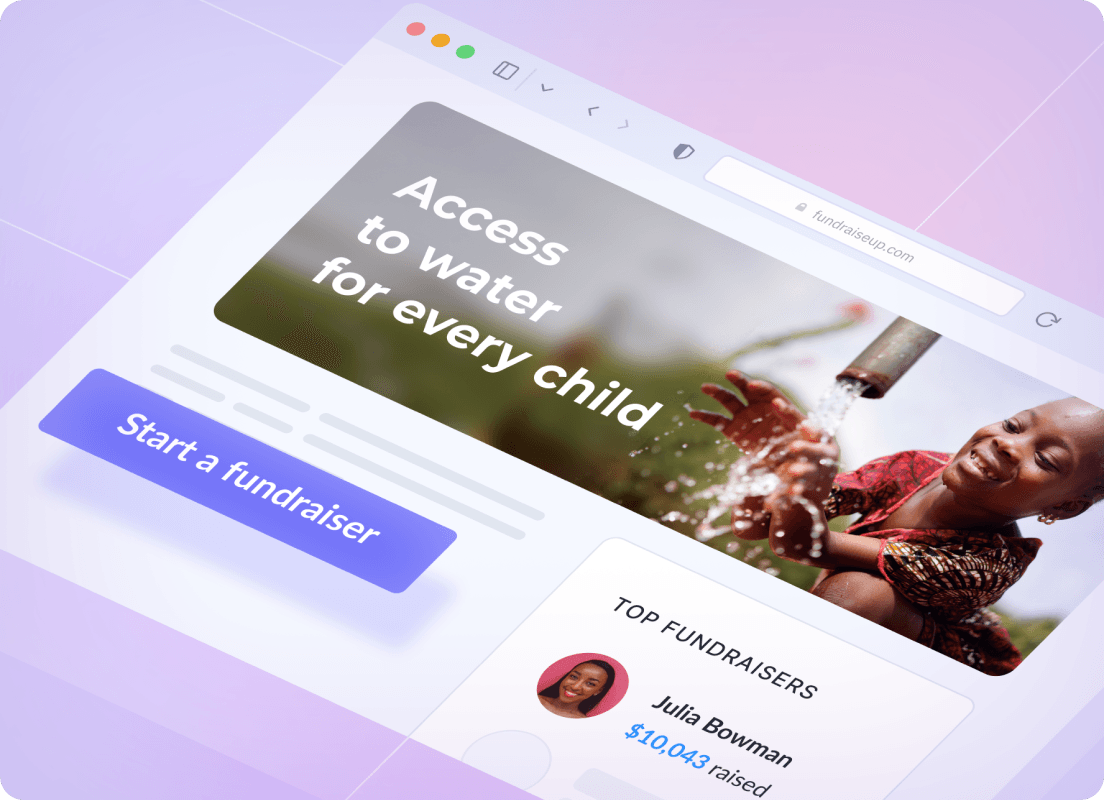 fundraiseup.com
Access
to water
for every child
Start a fundraiser
TOP FUNDRAISERS
Julia Bowman
$10,043 raised